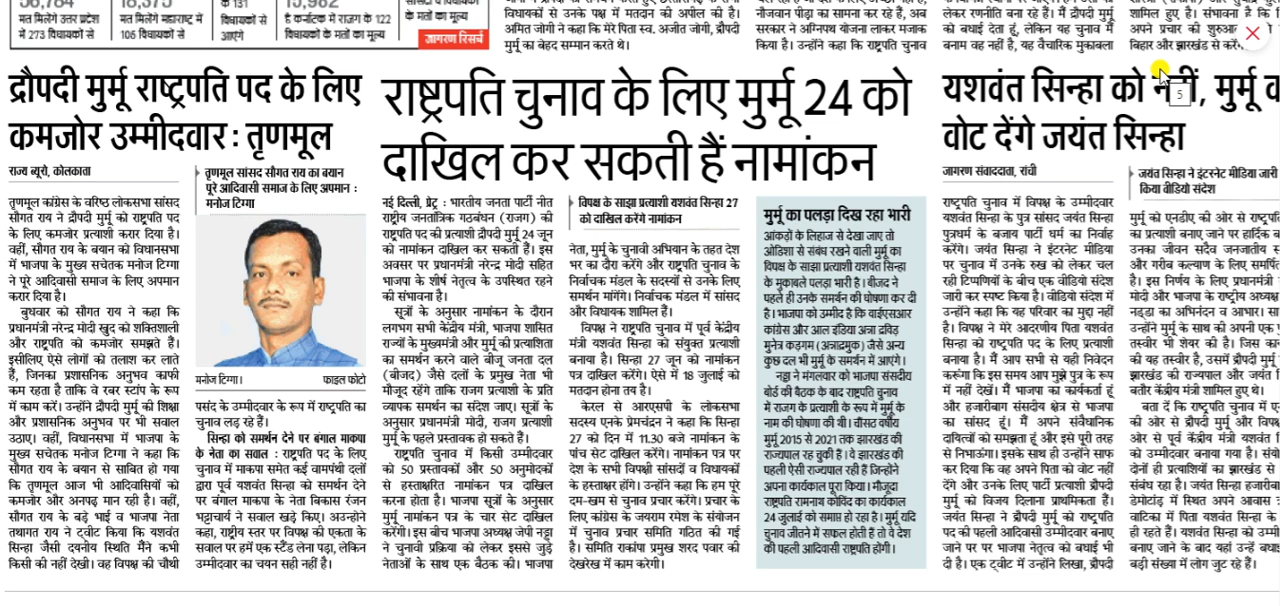 56,784
18,375
के 131
15,982
मत मिलेंगे उत्तर प्रदेश
में 273 विधायकों से
मत मिलेंगे महाराष्ट्र में
105 विधायकों से
विधायकों से
आएंगे
है कर्नाटक में राजग के 122
विधायकों के मतों का मूल्य
के मतों का मूल्य
जागरण रिसर्च
विधायकों से उनके पक्ष में मतदान की अपील की है।
अमित जोगी ने कहा कि मेरे पिता स्व. अजीत जोगी, द्रौपदी
मुर्मू का बेहद सम्मान करते थे।
नौजवान पीड़ा का सामना कर रहे हैं, अब
सरकार ने अग्निपथ योजना लाकर मजाक
किया है। उन्होंने कहा कि राष्ट्रपति चुनाव
लेकर रणनीति बना रहे हैं। मैं द्रौपदी मुर्मू
को बधाई देता हूं, लेकिन यह चुनाव मैं
बनाम वह नहीं है, यह वैचारिक मुकाबला
शामिल हुए हैं। संभावना है कि
अपने प्रचार की शुरुआत
बिहार और झारखंड से करेंगे
द्रौपदी मुर्मू राष्ट्रपति पद के लिए
कमजोर उम्मीदवार : तृणमूल
राज्य ब्यूरो, कोलकाता
तृणमूल कांग्रेस के वरिष्ठ लोकसभा सांसद
सौगत राय ने द्रौपदी मुर्मू को राष्ट्रपति पद
के लिए कमजोर प्रत्याशी करार दिया है।
वहीं, सौगत राय के बयान को विधानसभा
में भाजपा के मुख्य सचेतक मनोज टिग्गा
ने पूरे आदिवासी समाज के लिए अपमान
करार दिया है।
बुधवार को सौगत राय ने कहा कि
प्रधानमंत्री नरेन्द्र मोदी खुद को शक्तिशाली
और राष्ट्रपति को कमजोर समझते हैं।
इसीलिए ऐसे लोगों को तलाश कर लाते
हैं, जिनका प्रशासनिक अनुभव काफी
कम रहता है ताकि वे रबर स्टांप के रूप
में काम करें। उन्होंने द्रौपदी मुर्मू की शिक्षा
और प्रशासनिक अनुभव पर भी सवाल
उठाए। वहीं, विधानसभा में भाजपा के
मुख्य सचेतक मनोज टिग्गा ने कहा कि
सौगत राय के बयान से साबित हो गया
कि तृणमूल आज भी आदिवासियों को
कमजोर और अनपढ़ मान रही है। वहीं,
सौगत राय के बड़े भाई व भाजपा नेता
तथागत राय ने ट्वीट किया कि यशवंत
सिन्हा जैसी दयनीय स्थिति मैंने कभी
किसी की नहीं देखी। वह विपक्ष की चौथी
तृणमूल सांसद सौगत राय का बयान
पूरे आदिवासी समाज के लिए अपमान :
मनोज टिग्गा
मनोज टिग्गा। फाइल फोटो
पसंद के उम्मीदवार के रूप में राष्ट्रपति का
चुनाव लड़ रहे हैं।
सिन्हा को समर्थन देने पर बंगाल माकपा
के नेता का सवाल : राष्ट्रपति पद के लिए
चुनाव में माकपा समेत कई वामपंथी दलों
द्वारा पूर्व यशवंत सिन्हा को समर्थन देने
पर बंगाल माकपा के नेता बिकास रंजन
भट्टाचार्य ने सवाल खड़े किए। अउन्होने
कहा, राष्ट्रीय स्तर पर विपक्ष की एकता के
सवाल पर हमें एक स्टैंड लेना पड़ा, लेकिन
उम्मीदवार का चयन सही नहीं है।
राष्ट्रपति चुनाव के लिए मुर्मू 24 को
दाखिल कर सकती हैं नामांकन
नई दिल्ली, प्रेट्र : भारतीय जनता पार्टी नीत
राष्ट्रीय जनतांत्रिक गठबंधन (राजग) की
राष्ट्रपति पद की प्रत्याशी द्रौपदी मुर्मू 24 जून
को नामांकन दाखिल कर सकती हैं। इस
अवसर पर प्रधानमंत्री नरेन्द्र मोदी सहित
भाजपा के शीर्ष नेतृत्व के उपस्थित रहने
की संभावना है।
सूत्रों के अनुसार नामांकन के दौरान
लगभग सभी केंद्रीय मंत्री, भाजपा शासित
राज्यों के मुख्यमंत्री और मुर्मू की प्रत्याशिता
का समर्थन करने वाले बीजू जनता दल
(बीजद) जैसे दलों के प्रमुख नेता भी
मौजूद रहेंगे ताकि राजग प्रत्याशी के प्रति
व्यापक समर्थन का संदेश जाए। सूत्रों के
अनुसार प्रधानमंत्री मोदी, राजग प्रत्याशी
मुर्मू के पहले प्रस्तावक हो सकते हैं।
राष्ट्रपति चुनाव में किसी उम्मीदवार
को 50 प्रस्तावकों और 50 अनुमोदकों
से हस्ताक्षरित नामांकन पत्र दाखिल
करना होता है। भाजपा सूत्रों के अनुसार
मुर्मू नामांकन पत्र के चार सेट दाखिल
करेंगी। इस बीच भाजपा अध्यक्ष जेपी नड्डा
ने चुनावी प्रक्रिया को लेकर इससे जुड़े
नेताओं के साथ एक बैठक की। भाजपा
विपक्ष के साझा प्रत्याशी यशवंत सिन्हा 27
को दाखिल करेंगे नामांकन
नेता, मुर्मू के चुनावी अभियान के तहत देश
भर का दौरा करेंगे और राष्ट्रपति चुनाव के
निर्वाचक मंडल के सदस्यों से उनके लिए
समर्थन मांगेंगे। निर्वाचक मंडल में सांसद
और विधायक शामिल हैं।
विपक्ष ने राष्ट्रपति चुनाव में पूर्व केंद्रीय
मंत्री यशवंत सिन्हा को संयुक्त प्रत्याशी
बनाया है। सिन्हा 27 जून को नामांकन
पत्र दाखिल करेंगे। ऐसे में 18 जुलाई को
मतदान होना तय है।
केरल से आरएसपी के लोकसभा
सदस्य एनके प्रेमचंद्रन ने कहा कि सिन्हा
27 को दिन में 11.30 बजे नामांकन के
पांच सेट दाखिल करेंगे। नामांकन पत्र पर
देश के सभी विपक्षी सांसदों व विधायकों
के हस्ताक्षर होंगे। उन्होंने कहा कि हम पूरे
दम-खम से चुनाव प्रचार करेंगे। प्रचार के
लिए कांग्रेस के जयराम रमेश के संयोजन
में चुनाव प्रचार समिति गठित की गई
है। समिति राकांपा प्रमुख शरद पवार की
देखरेख में काम करेगी।
मुर्मू का पलड़ा दिख रहा भारी
आंकड़ों के लिहाज से देखा जाए तो
ओडिशा से संबंध रखने वाली मुर्मू का
विपक्ष के साझा प्रत्याशी यशवंत सिन्हा
के मुकाबले पलड़ा भारी है। बीजद ने
पहले ही उनके समर्थन की घोषणा कर दी
है। भाजपा को उम्मीद है कि वाईएसआर
कांग्रेस और आल इंडिया अन्ना द्रविड़
मुनेत्र कड़गम (अन्नाद्रमुक) जैसे अन्य
कुछ दल भी मुर्मू के समर्थन में आएंगे।
नड्डा ने मंगलवार को भाजपा संसदीय
बोर्ड की बैठक के बाद राष्ट्रपति चुनाव
में राजग के प्रत्याशी के रूप में मुर्मू के
नाम की घोषणा की थी। चौंसठ वर्षीय
मुर्मू 2015 से 2021 तक झारखंड की
राज्यपाल रह चुकी हैं। वे झारखंड की
पहली ऐसी राज्यपाल रही हैं जिन्होंने
अपना कार्यकाल पूरा किया। मौजूदा
राष्ट्रपति रामनाथ कोविंद का कार्यकाल
24 जुलाई को समाप्त हो रहा है। मुर्मू यदि
चुनाव जीतने में सफल होती हैं तो वे देश
की पहली आदिवासी राष्ट्रपति होंगी।
यशवंत सिन्हा को नहीं, मुर्मू
वोट देंगे जयंत सिन्हा
5
जागरण संवाददाता, रांची
राष्ट्रपति चुनाव में विपक्ष के उम्मीदवार
यशवंत सिन्हा के पुत्र सांसद जयंत सिन्हा
पुत्रधर्म के बजाय पार्टी धर्म का निर्वाह
करेंगे। जयंत सिन्हा ने इंटरनेट मीडिया
पर चुनाव में उनके रुख को लेकर चल
रही टिप्पणियों के बीच एक वीडियो संदेश
जारी कर स्पष्ट किया है। वीडियो संदेश में
उन्होंने कहा कि यह परिवार का मुद्दा नहीं
है। विपक्ष ने मेरे आदरणीय पिता यशवंत
सिन्हा को राष्ट्रपति पद के लिए प्रत्याशी
बनाया है। मैं आप सभी से यही निवेदन
करूंगा कि इस समय आप मुझे पुत्र के रूप
में नहीं देखें। मैं भाजपा का कार्यकर्ता हूं
और हजारीबाग संसदीय क्षेत्र से भाजपा
का सांसद हूं। मैं अपने संवैधानिक
दायित्वों को समझता हूं और इसे पूरी तरह
से निभाऊंगा। इसके साथ ही उन्होंने साफ
कर दिया कि वह अपने पिता को वोट नहीं
देंगे और उनके लिए पार्टी प्रत्याशी द्रौपदी
मुर्मू को विजय दिलाना प्राथमिकता हैं।
जयंत सिन्हा ने द्रौपदी मुर्मू को राष्ट्रपति
पद की पहली आदिवासी उम्मीदवार बनाए
जाने पर पर भाजपा नेतृत्व को बधाई भी
दी है। एक ट्वीट में उन्होंने लिखा, द्रौपदी
जयंत सिन्हा ने इंटरनेट मीडिया जारी
किया वीडियो संदेश
मुर्मू को एनडीए की ओर से राष्ट्रपति
का प्रत्याशी बनाए जाने पर हार्दिक
उनका जीवन सदैव जनजातीय
और गरीब कल्याण के लिए समर्पित
है। इस निर्णय के लिए प्रधानमंत्री
मोदी और भाजपा के राष्ट्रीय अध्यक्ष
नड्डा का अभिनंदन व आभार।
उन्होंने मुर्मू के साथ की अपनी एक
तस्वीर भी शेयर की है। जिस
की यह तस्वीर है, उसमें द्रौपदी मुर्मू
झारखंड की राज्यपाल और जयंत
बतौर केंद्रीय मंत्री शामिल हुए थे।
बता दें कि राष्ट्रपति चुनाव में
की ओर से द्रौपदी मुर्मू और विपक्ष
ओर से पूर्व केंद्रीय मंत्री यशवंत
को उम्मीदवार बनाया गया है।
दोनों ही प्रत्याशियों का झारखंड से
संबंध रहा है। जयंत सिन्हा हजारीबाग
डेमोटांड़ में स्थित अपने आवास
वाटिका में पिता यशवंत सिन्हा के
ही रहते हैं। यशवंत सिन्हा को
बनाए जाने के बाद यहां उन्हें
बड़ी संख्या में लोग जुट रहे हैं।